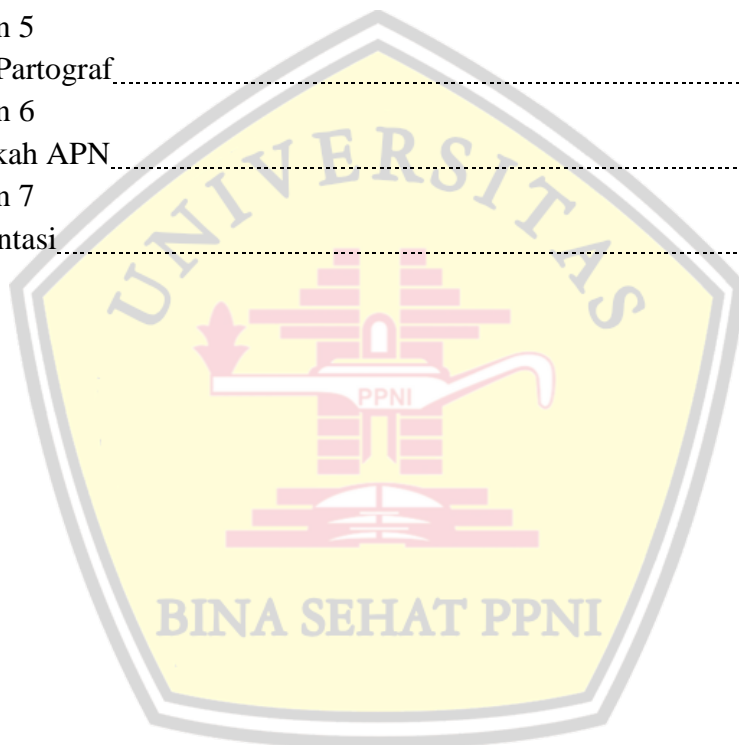 n 5
Partograf
n 6
kah APN
n 7
ntasi
UNIVERSITAS
PPNI
BINA SEHAT PPNI